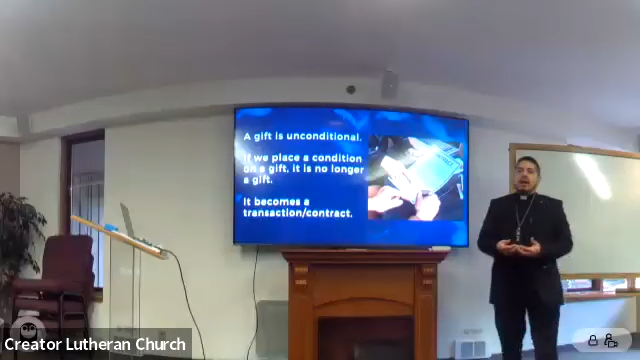 A gift is unconditional.
If we place a condition
on a gift, it is no longer
a gift.
It becomes a
transaction/contract.
Creator Lutheran Church